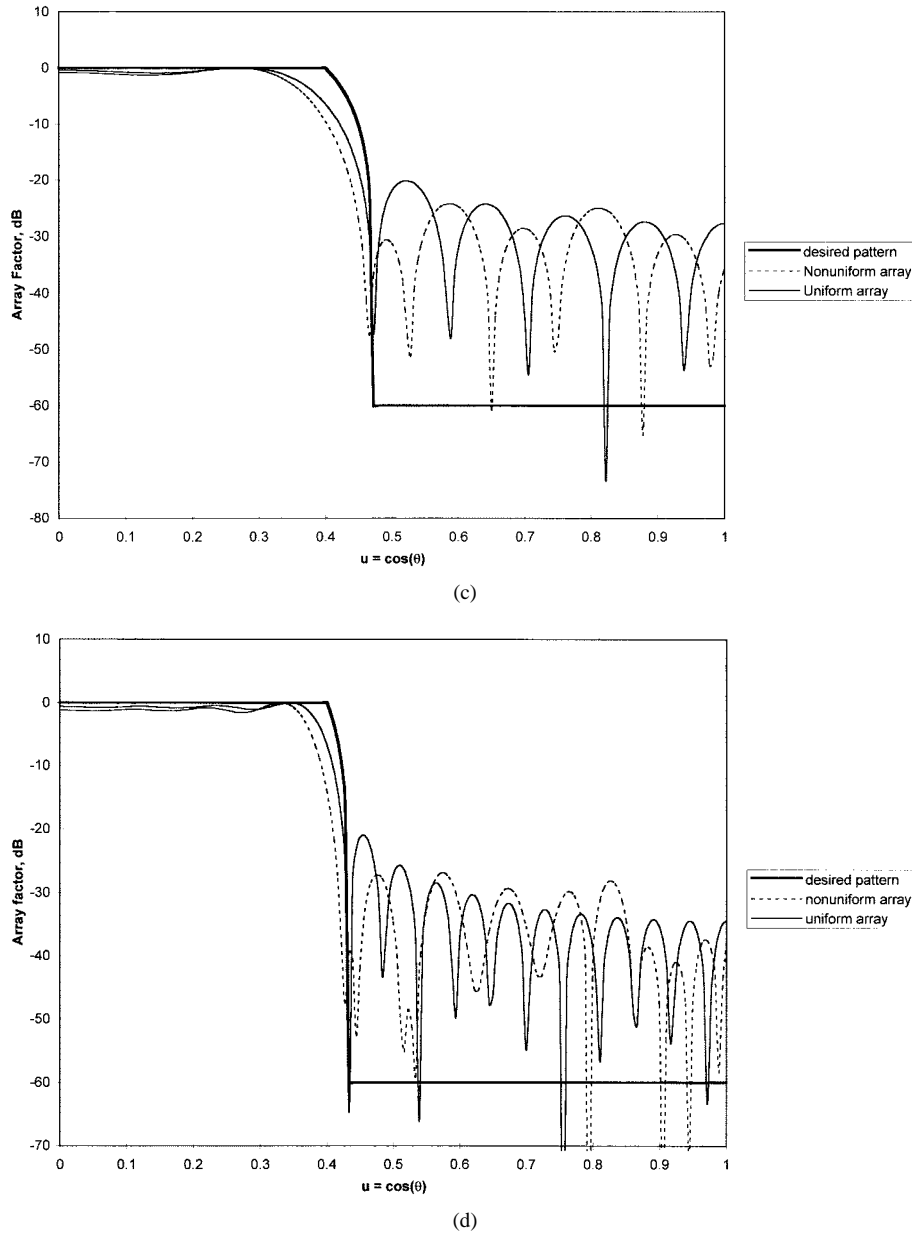 10
0
-10
-20
-30
-40
-50
-60
-70
-80
Array Factor, dB
0 0.1 0.2 0.3 0.4 0.5 0.6 0.7 0.8 0.9 1
u = cos(θ)
desired pattern
Nonuniform array
Uniform array
(c)
10
0
-10
-20
-30
-40
-50
-60
-70
Array factor, dB
0 0.1 0.2 0.3 0.4 0.5 0.6 0.7 0.8 0.9 1
u = cos(θ)
desired pattern
nonuniform array
uniform array
(d)